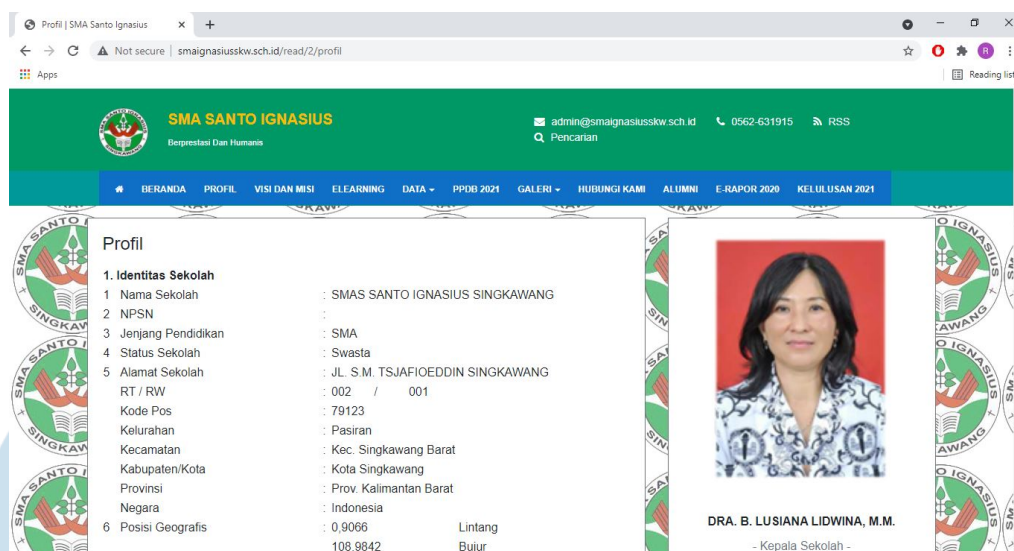 Profil | SMA Santo Ignasius
Not secure | smaignasiusskw.sch.id/read/2/profil
Apps
Reading list
SMA SANTO IGNASIUS
Berprestasi Dan Humanis
admin@smaignasiusskw.sch.id 0562-631915 RSS
Pencarian
BERANDA PROFIL VISI DAN MISI ELEARNING DATA PPDB 2021 GALERI HUBUNGI KAMI ALUMNI E-RAPOR 2020 KELULUSAN 2021
Profil
1. Identitas Sekolah
1 Nama Sekolah : SMAS SANTO IGNASIUS SINGKAWANG
2 NPSN :
3 Jenjang Pendidikan : SMA
4 Status Sekolah : Swasta
5 Alamat Sekolah : JL. S.M. TSJAFIOEDDIN SINGKAWANG
RT / RW : 002 / 001
Kode Pos : 79123
Kelurahan : Pasiran
Kecamatan : Kec. Singkawang Barat
Kabupaten/Kota : Kota Singkawang
Provinsi : Prov. Kalimantan Barat
Negara : Indonesia
6 Posisi Geografis : 0,9066 Lintang
108,9842 Bujur
DRA. B. LUSIANA LIDWINA, M.M.
- Kepala Sekolah -